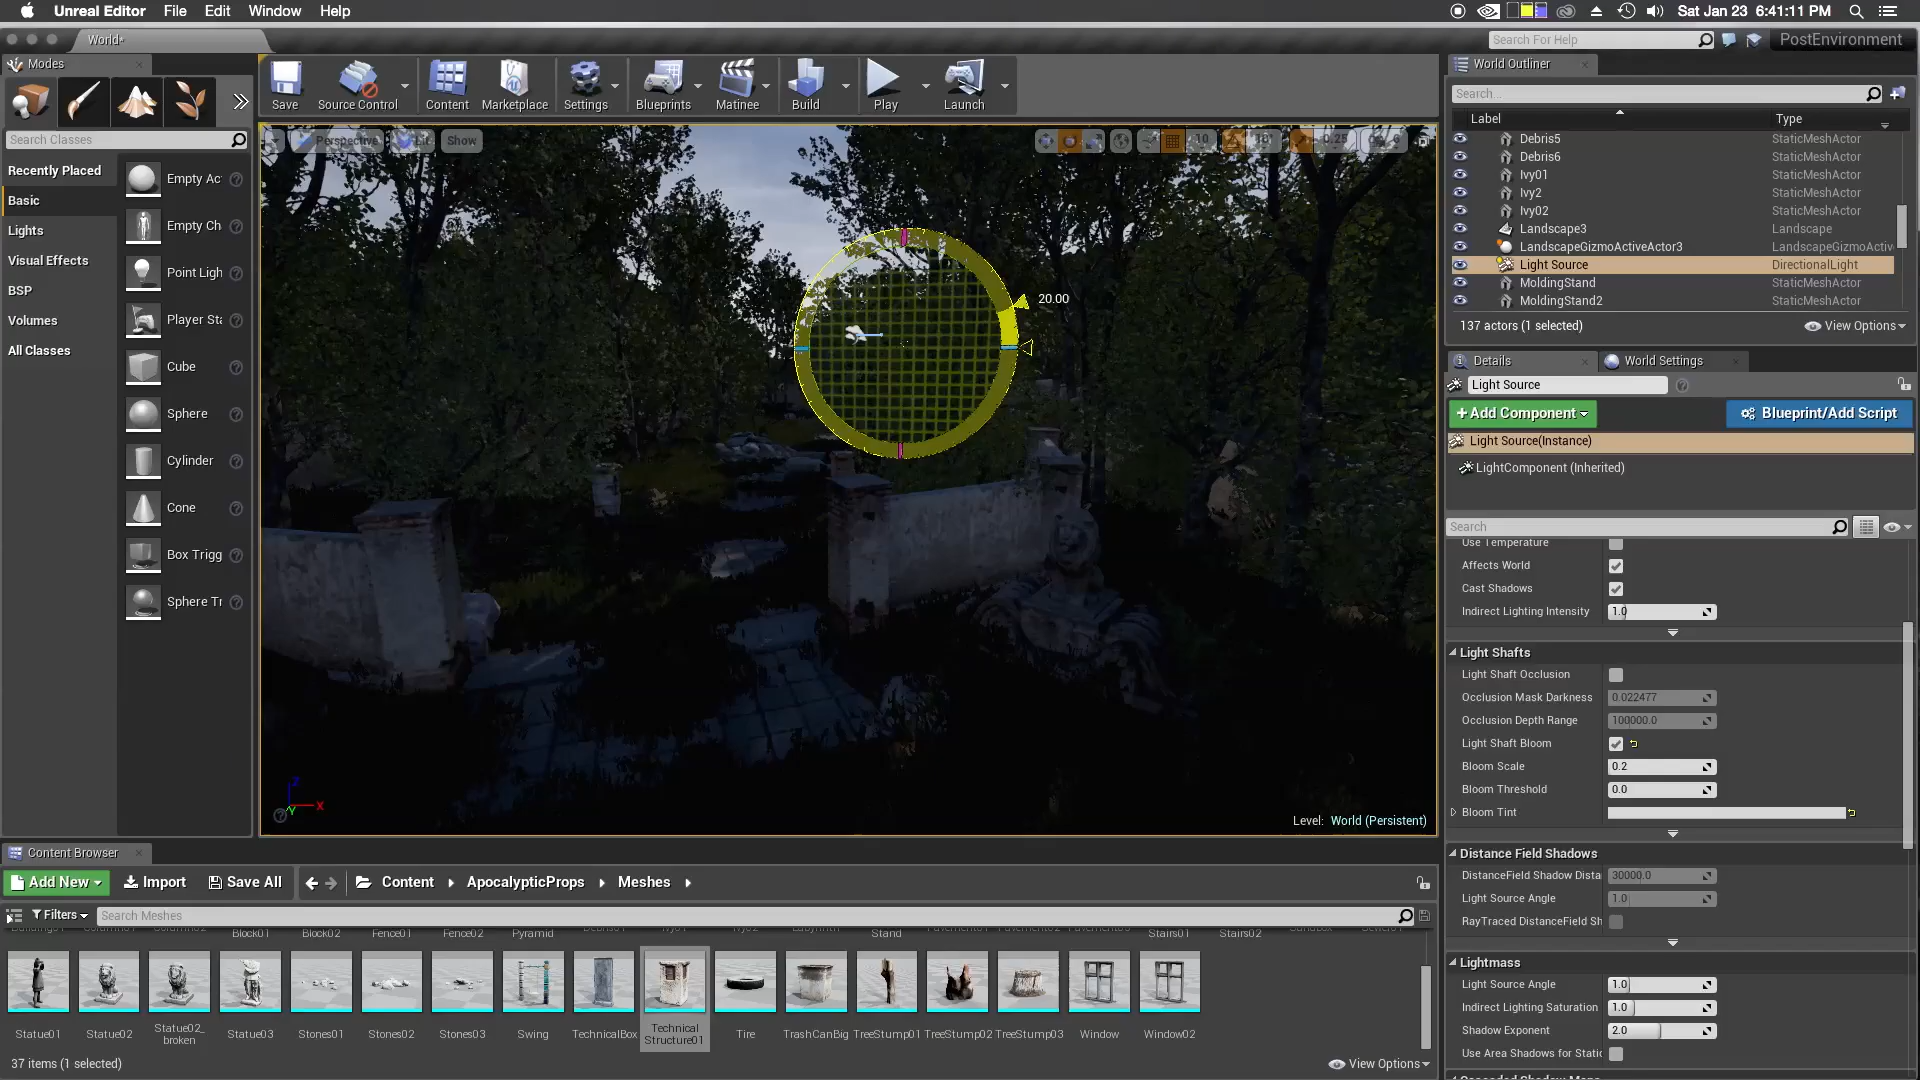 Unreal Editor File Edit Window Help
Sat Jan 23 6:41:11 PM
World•
Search For Help
PostEnvironment
Modes
Search Classes
Recently Placed
Basic
Lights
Visual Effects
BSP
Volumes
All Classes
Empty Ac
Empty Ch
Point Ligh
Player Sta
Cube
Sphere
Cylinder
Cone
Box Trigg
Sphere Tr
Save
Source Control
Content
Marketplace
Settings
Blueprints
Matinee
Build
Play
Launch
Perspective
Lit
Show
10
0.25
20.00
Z
X
Y
Level: World (Persistent)
World Outliner
Search...
Label Type
Debris5 StaticMeshActor
Debris6 StaticMeshActor
Ivy01 StaticMeshActor
Ivy2 StaticMeshActor
Ivy02 StaticMeshActor
Landscape3 Landscape
LandscapeGizmoActiveActor3 LandscapeGizmoActiv
Light Source DirectionalLight
MoldingStand StaticMeshActor
MoldingStand2 StaticMeshActor
137 actors (1 selected)
View Options
Details
World Settings
Light Source
+Add Component
Blueprint/Add Script
Light Source(Instance)
LightComponent (Inherited)
Search
Use Temperature
Affects World
Cast Shadows
Indirect Lighting Intensity 1.0
Light Shafts
Light Shaft Occlusion
Occlusion Mask Darkness 0.022477
Occlusion Depth Range 100000.0
Light Shaft Bloom
Bloom Scale 0.2
Bloom Threshold 0.0
Bloom Tint
Distance Field Shadows
DistanceField Shadow Dista 30000.0
Light Source Angle 1.0
RayTraced DistanceField Sh
Lightmass
Light Source Angle 1.0
Indirect Lighting Saturation 1.0
Shadow Exponent 2.0
Use Area Shadows for Static
Content Browser
Add New
Import
Save All
Content
ApocalypticProps
Meshes
Filters
Search Meshes
Block01
Block02
Fence01
Fence02
Pyramid
Stand
Stairs01
Stairs02
Statue01
Statue02
Statue02_
broken
Statue03
Stones01
Stones02
Stones03
Swing
TechnicalBox
Technical
Structure01
Tire
TrashCanBig
TreeStump01
TreeStump02
TreeStump03
Window
Window02
37 items (1 selected)
View Options